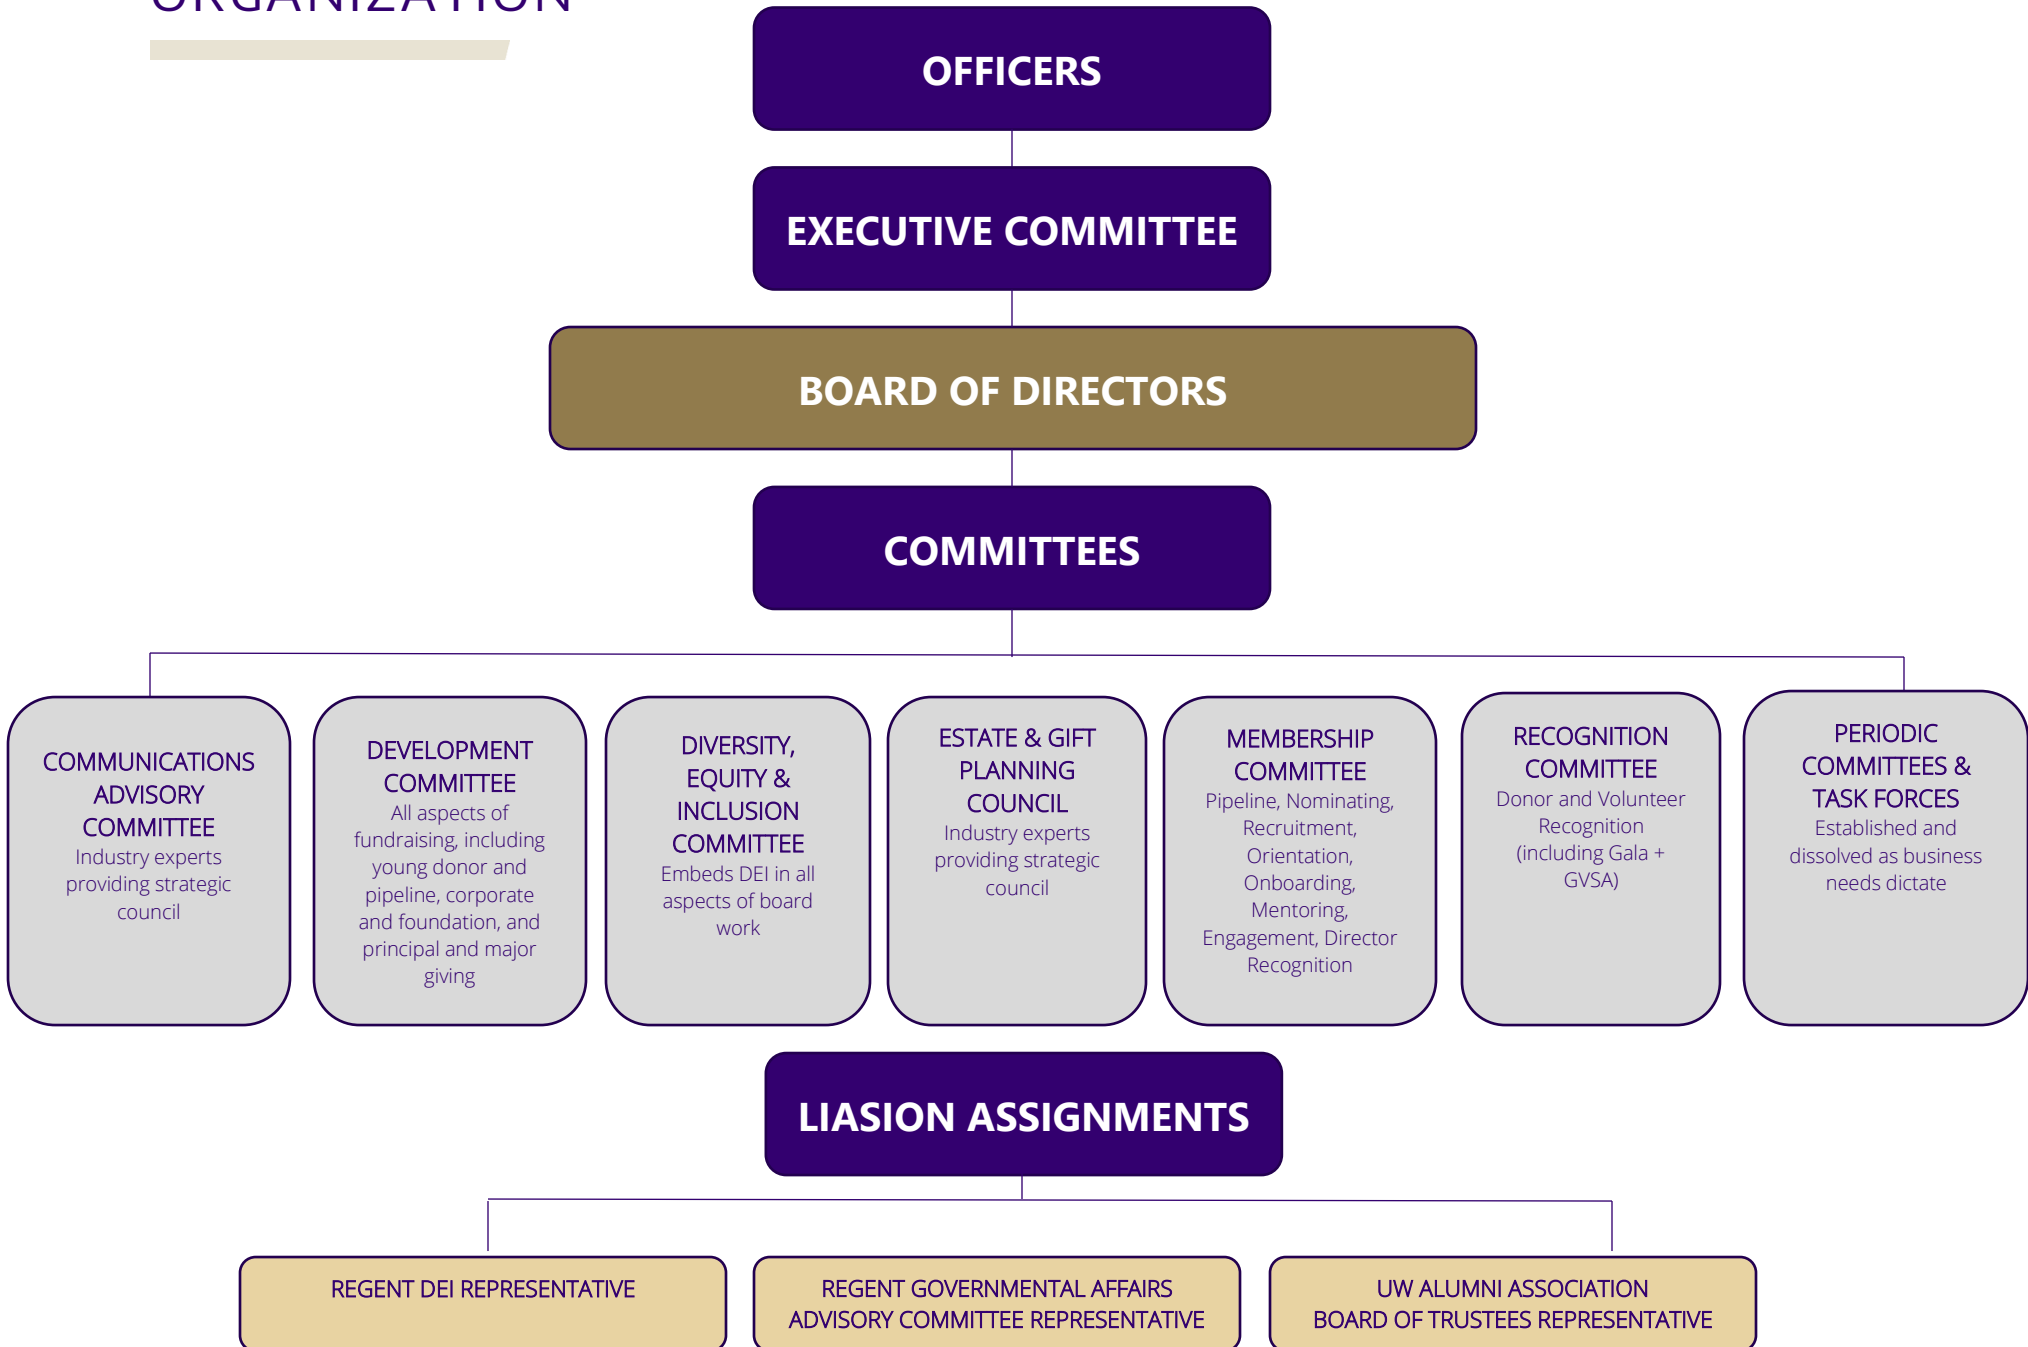 ORGANIZATION
OFFICERS
EXECUTIVE COMMITTEE
BOARD OF DIRECTORS
COMMITTEES
COMMUNICATIONS
ADVISORY
COMMITTEE
Industry experts
providing strategic
council
DEVELOPMENT
COMMITTEE
All aspects of
fundraising, including
young donor and
pipeline, corporate
and foundation, and
principal and major
giving
DIVERSITY,
EQUITY &
INCLUSION
COMMITTEE
Embeds DEI in all
aspects of board
work
ESTATE & GIFT
PLANNING
COUNCIL
Industry experts
providing strategic
council
MEMBERSHIP
COMMITTEE
Pipeline, Nominating,
Recruitment,
Orientation,
Onboarding,
Mentoring,
Engagement, Director
Recognition
RECOGNITION
COMMITTEE
Donor and Volunteer
Recognition
(including Gala +
GVSA)
PERIODIC
COMMITTEES &
TASK FORCES
Established and
dissolved as business
needs dictate
LIASION ASSIGNMENTS
REGENT DEI REPRESENTATIVE
REGENT GOVERNMENTAL AFFAIRS
ADVISORY COMMITTEE REPRESENTATIVE
UW ALUMNI ASSOCIATION
BOARD OF TRUSTEES REPRESENTATIVE